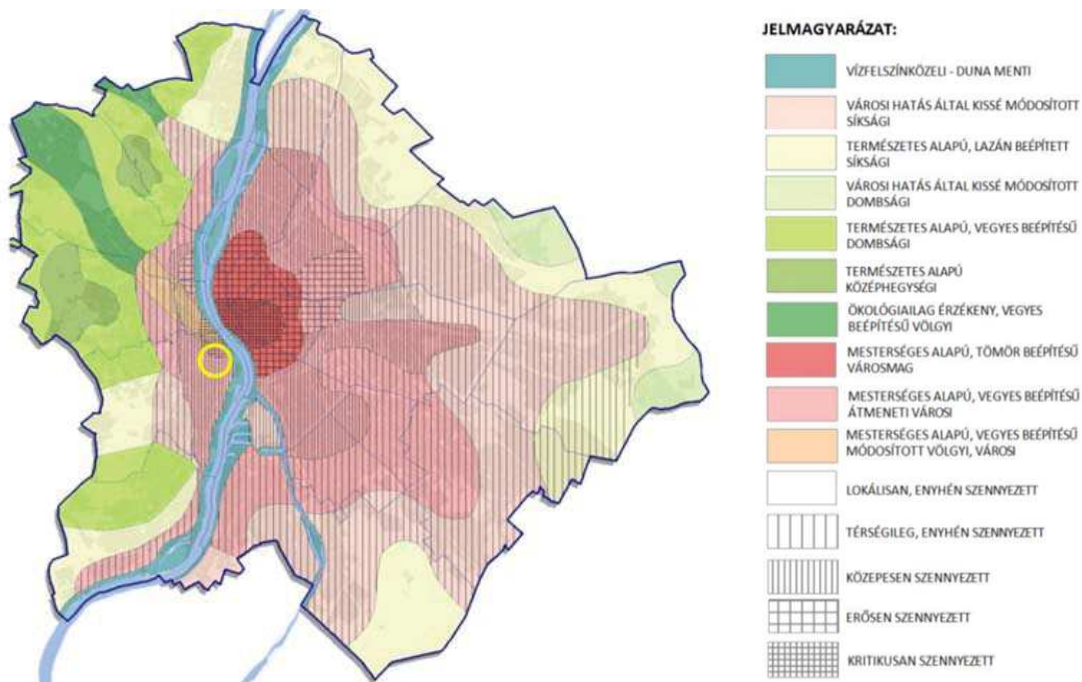 JELMAGYARÁZAT:
VÍZFELSZÍNKÖZELI - DUNA MENTI
VÁROSI HATÁS ÁLTAL KISSÉ MÓDOSÍTOTT
SÍKSÁGI
TERMÉSZETES ALAPÚ, LAZÁN BEÉPÍTETT
SÍKSÁGI
VÁROSI HATÁS ÁLTAL KISSÉ MÓDOSÍTOTT
DOMBSÁGI
TERMÉSZETES ALAPÚ, VEGYES BEÉPÍTÉSŰ
DOMBSÁGI
TERMÉSZETES ALAPÚ
KÖZÉPHEGYSÉGI
ÖKOLÓGIAILAG ÉRZÉKENY, VEGYES
BEÉPÍTÉSŰ VÖLGYI
MESTERSÉGES ALAPÚ, TÖMÖR BEÉPÍTÉSŰ
VÁROSMAG
MESTERSÉGES ALAPÚ, VEGYES BEÉPÍTÉSŰ
ÁTMENETI VÁROSI
MESTERSÉGES ALAPÚ, VEGYES BEÉPÍTÉSŰ
MÓDOSÍTOTT VÖLGYI, VÁROSI
LOKÁLISAN, ENYHÉN SZENNYEZETT
TÉRSÉGILEG, ENYHÉN SZENNYEZETT
KÖZEPESEN SZENNYEZETT
ERŐSEN SZENNYEZETT
KRITIKUSAN SZENNYEZETT